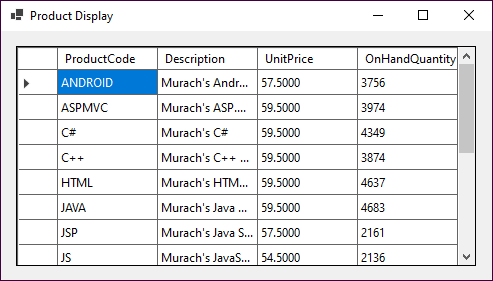 Product Display
ProductCode Description UnitPrice OnHandQuantity
ANDROID Murach's Andr... 57.5000 3756
ASPMVC Murach's ASP.... 59.5000 3974
C# Murach's C# 59.5000 4349
C++ Murach's C++ ... 59.5000 3874
HTML Murach's HTM... 59.5000 4637
JAVA Murach's Java ... 59.5000 4683
JSP Murach's Java S... 57.5000 2161
JS Murach's JavaS... 54.5000 2136